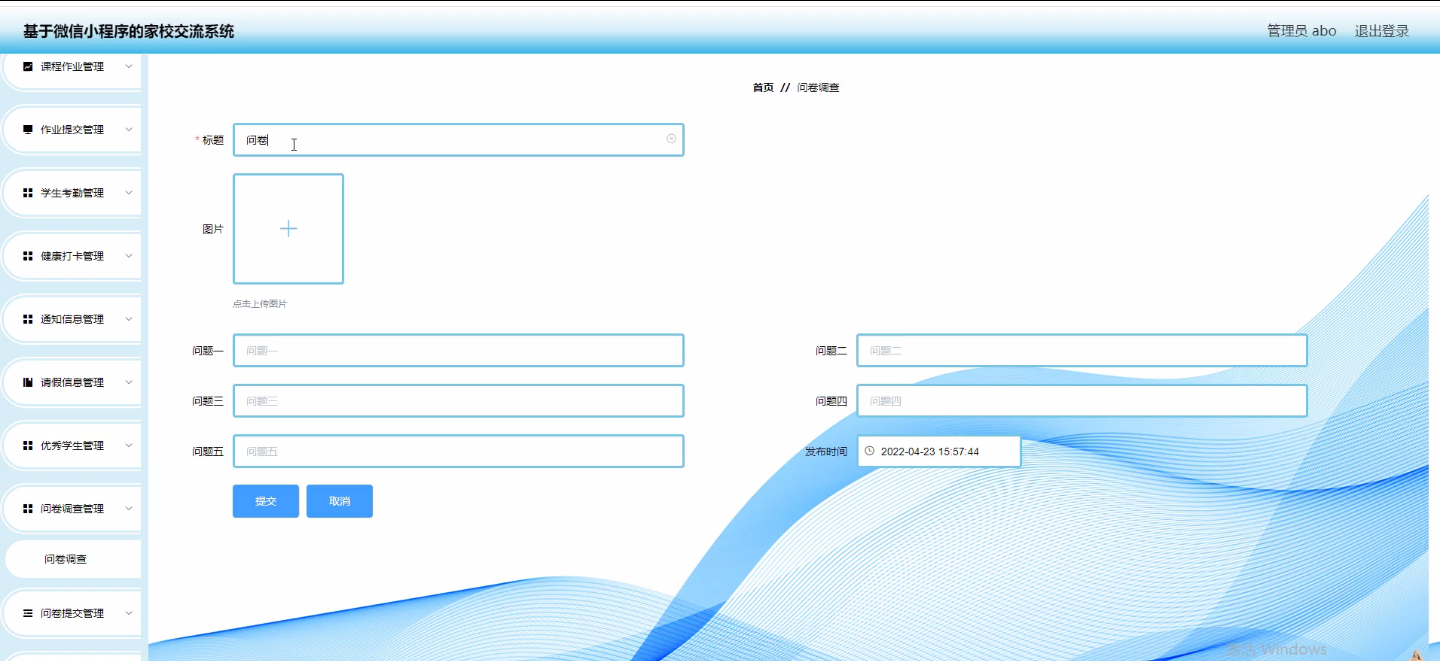 基于微信小程序的家校交流系统
管理员 abo 退出登录
课程作业管理
作业提交管理
学生考勤管理
健康打卡管理
通知信息管理
请假信息管理
优秀学生管理
问卷调查管理
问卷调查
问卷提交管理
首页 // 问卷调查
* 标题 问卷
图片
点击上传图片
问题一 问题一
问题二 问题二
问题三 问题三
问题四 问题四
问题五 问题五
发布时间 2022-04-23 15:57:44
提交 取消
激活 Windows